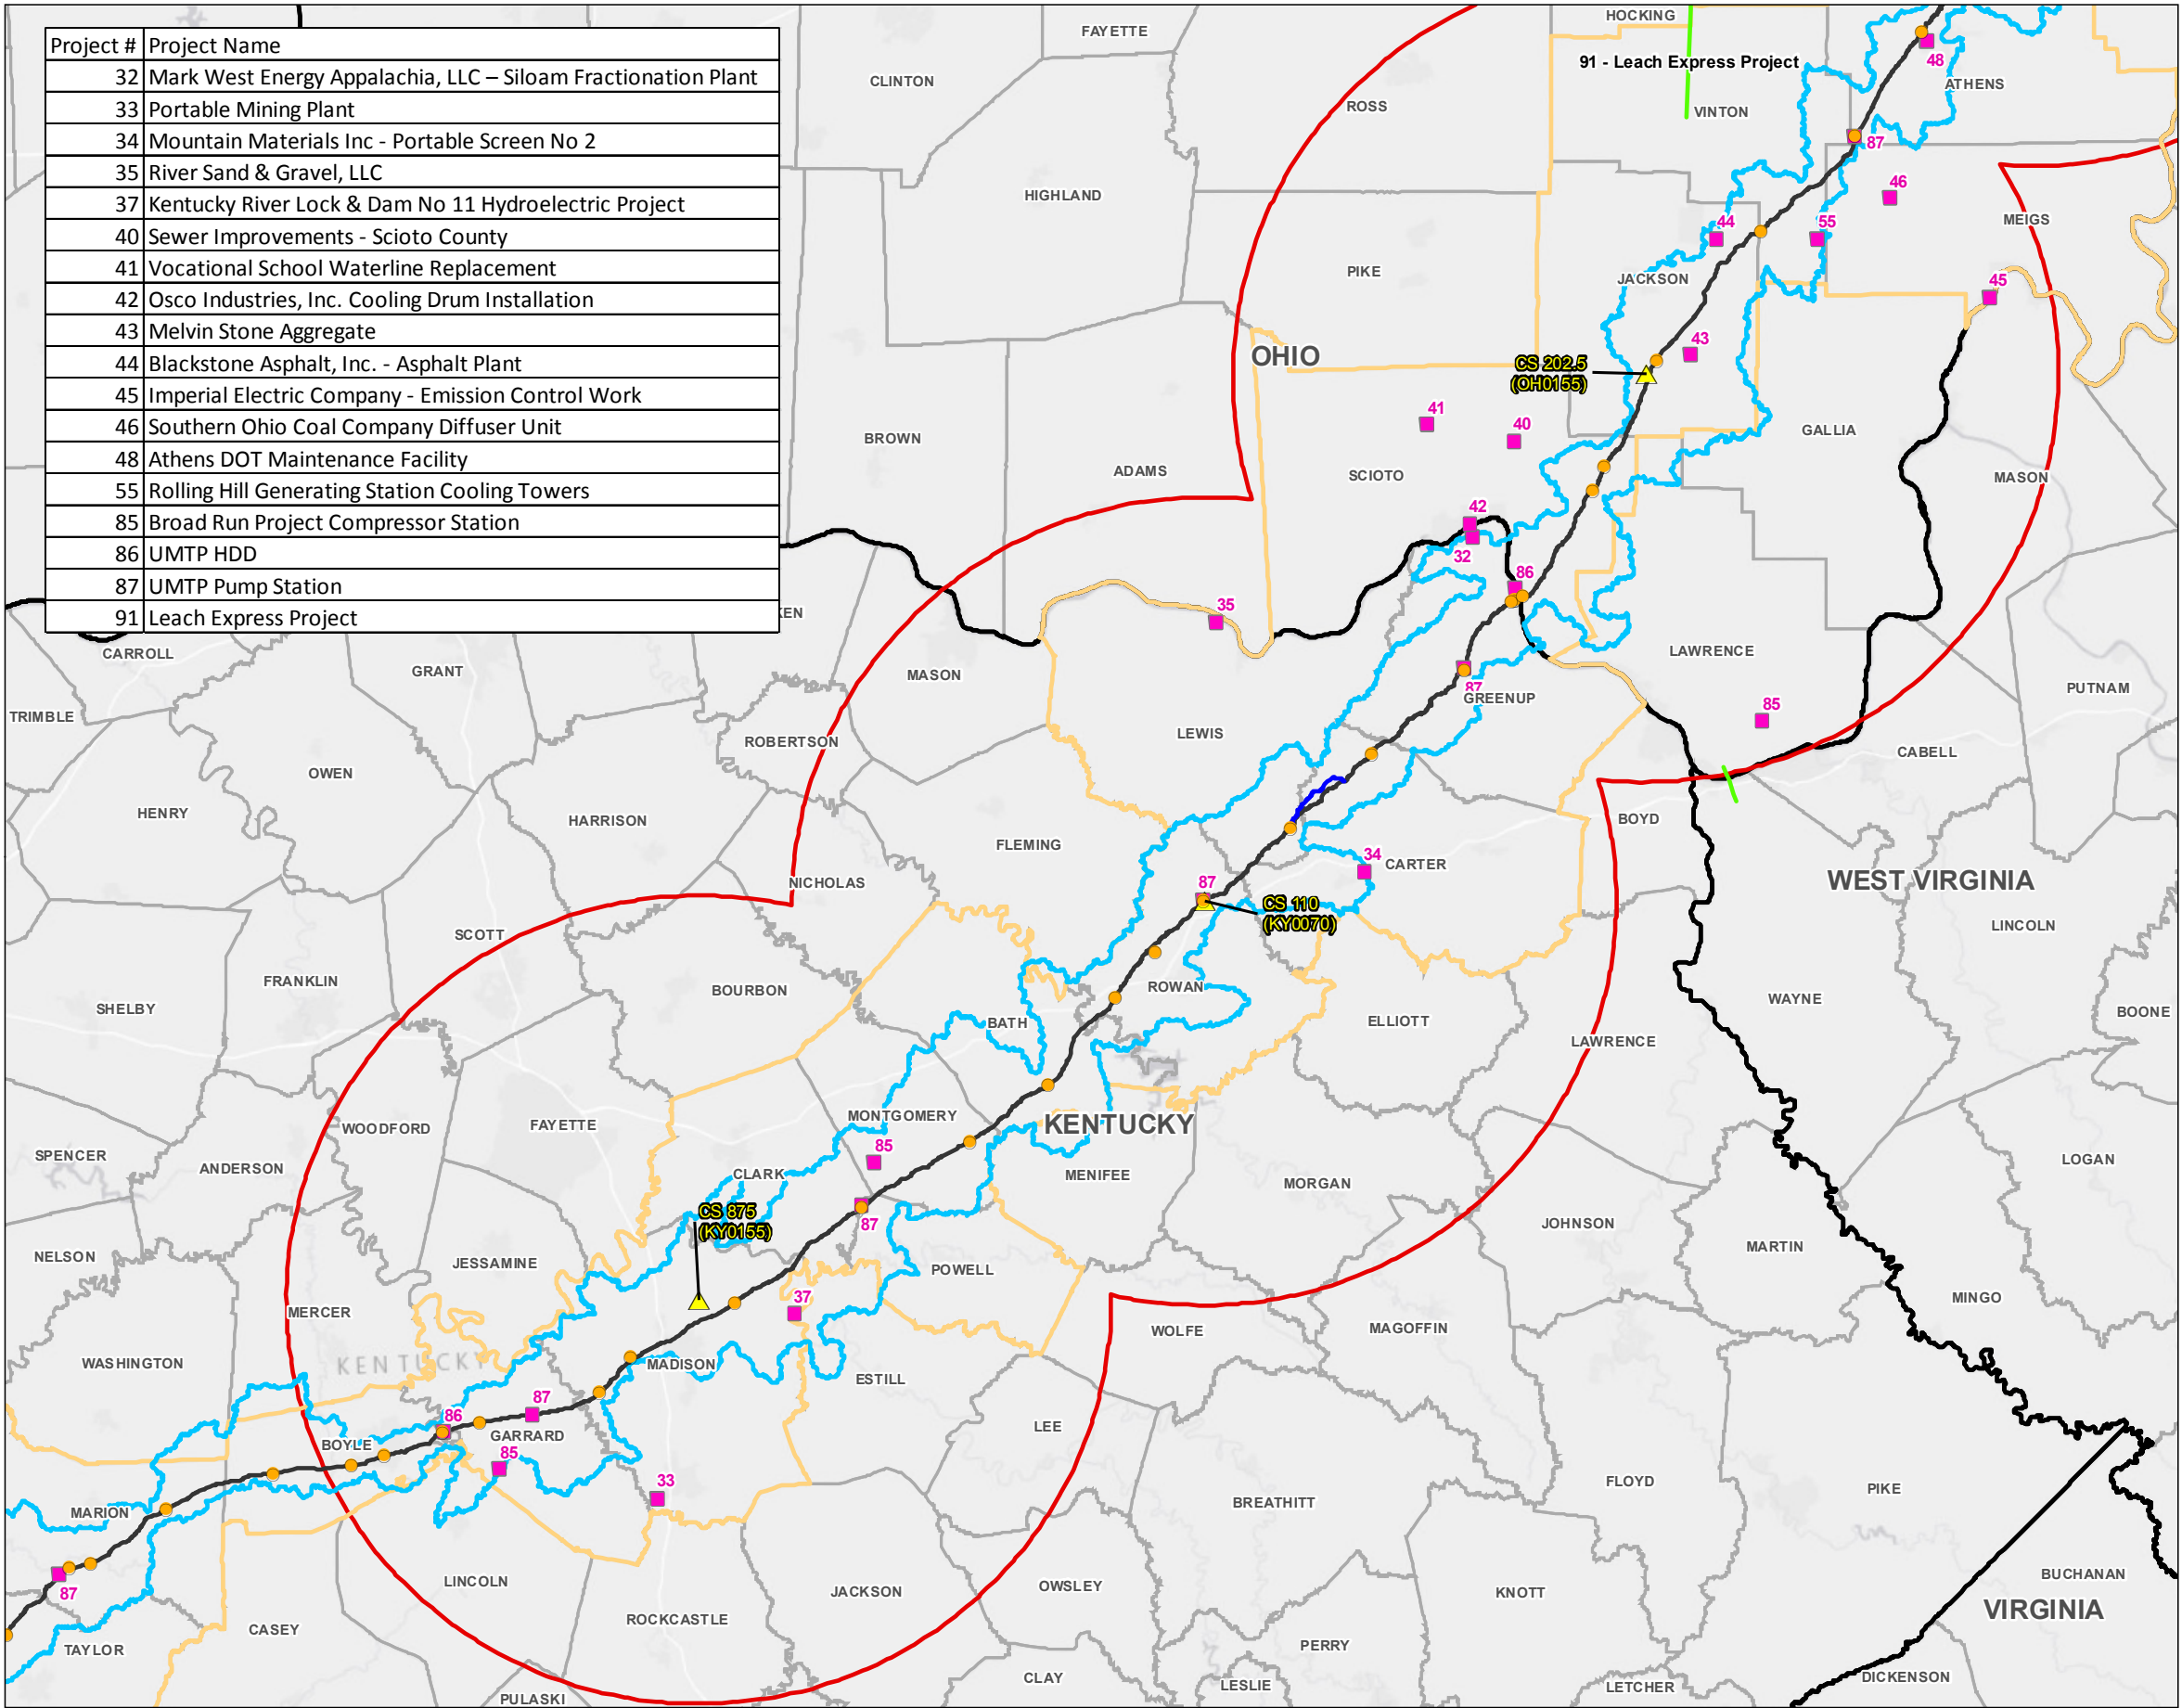 Project # Project Name
32 Mark West Energy Appalachia, LLC – Siloam Fractionation Plant
33 Portable Mining Plant
34 Mountain Materials Inc - Portable Screen No 2
35 River Sand & Gravel, LLC
37 Kentucky River Lock & Dam No 11 Hydroelectric Project
40 Sewer Improvements - Scioto County
41 Vocational School Waterline Replacement
42 Osco Industries, Inc. Cooling Drum Installation
43 Melvin Stone Aggregate
44 Blackstone Asphalt, Inc. - Asphalt Plant
45 Imperial Electric Company - Emission Control Work
46 Southern Ohio Coal Company Diffuser Unit
48 Athens DOT Maintenance Facility
55 Rolling Hill Generating Station Cooling Towers
85 Broad Run Project Compressor Station
86 UMTP HDD
87 UMTP Pump Station
91 Leach Express Project
HOCKING
FAYETTE
91 - Leach Express Project
48
CLINTON
ATHENS
ROSS
VINTON
87
HIGHLAND
46
MEIGS
44
55
PIKE
JACKSON
45
43
OHIO
CS 202.5
(OH0155)
41
40
BROWN
GALLIA
ADAMS
SCIOTO
MASON
42
32
86
35
KEN
CARROLL
GRANT
MASON
LAWRENCE
87
GREENUP
PUTNAM
TRIMBLE
85
LEWIS
ROBERTSON
CABELL
OWEN
HENRY
HARRISON
BOYD
FLEMING
34
CARTER
NICHOLAS
87
WEST VIRGINIA
CS 110
(KY0070)
LINCOLN
SCOTT
FRANKLIN
BOURBON
ROWAN
WAYNE
SHELBY
BATH
ELLIOTT
BOONE
LAWRENCE
MONTGOMERY
KENTUCKY
FAYETTE
WOODFORD
85
SPENCER
ANDERSON
LOGAN
CLARK
MENIFEE
MORGAN
CS 875
(KY0155)
87
JOHNSON
NELSON
MARTIN
JESSAMINE
POWELL
37
MINGO
MERCER
WOLFE
MAGOFFIN
WASHINGTON
KENTUCKY
MADISON
ESTILL
87
86
LEE
GARRARD
BOYLE
85
33
FLOYD
PIKE
BREATHITT
MARION
BUCHANAN
LINCOLN
JACKSON
OWSLEY
KNOTT
87
VIRGINIA
ROCKCASTLE
CASEY
PERRY
TAYLOR
CLAY
DICKENSON
LESLIE
LETCHER
PULASKI